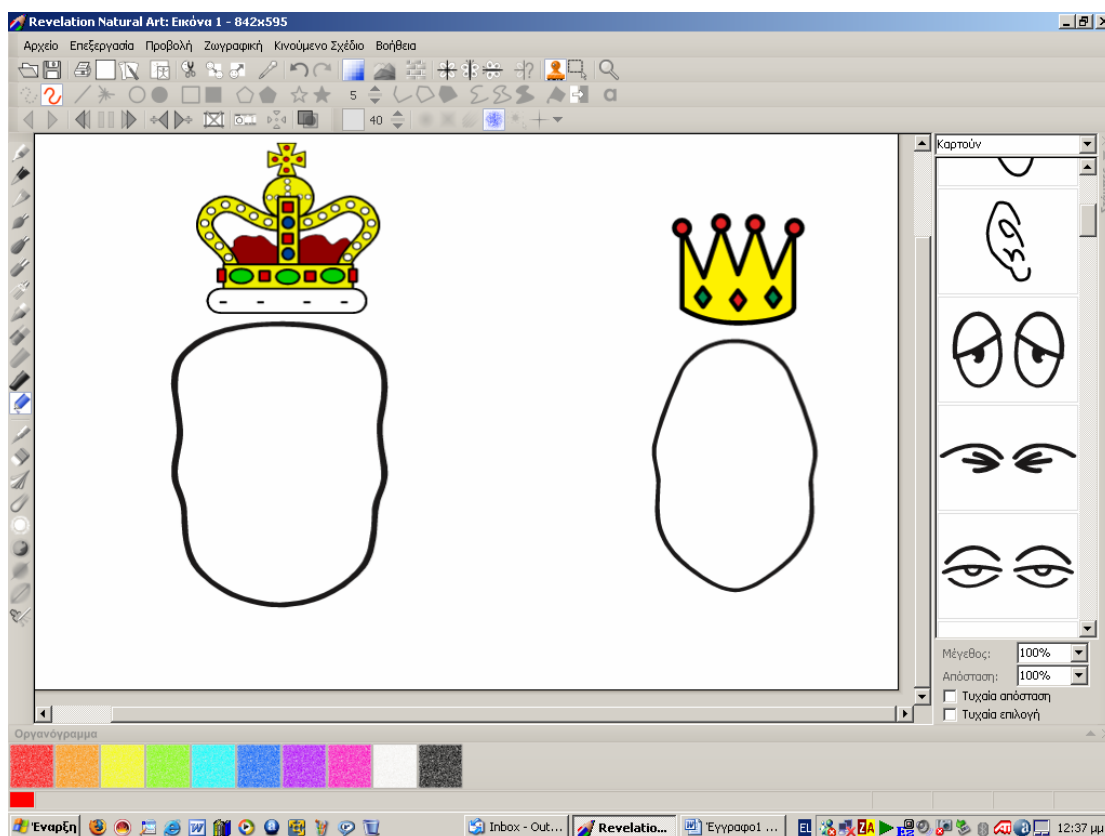 Revelation Natural Art: Εικόνα 1 - 842x595
Αρχείο Επεξεργασία Προβολή Ζωγραφική Κινούμενο Σχέδιο Βοήθεια
5
a
40
Καρτούν
Μέγεθος: 100%
Απόσταση: 100%
Τυχαία απόσταση
Τυχαία επιλογή
Οργανόγραμμα
Έναρξη Inbox - Out... Revelatio... Έγγραφο1 ... EL ZA 12:37 μμ